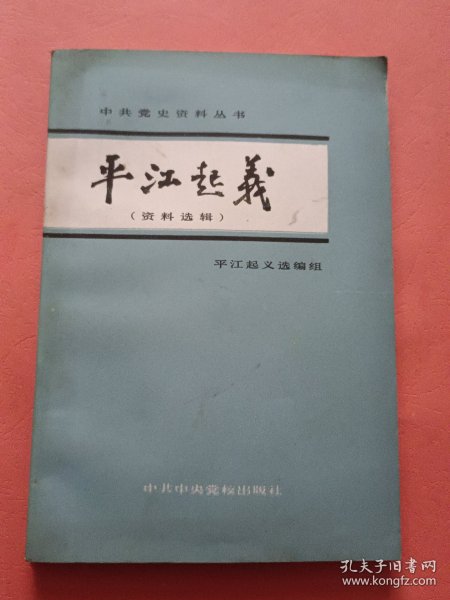 中共党史资料丛书
平江起義
（资料选辑）
平江起义选编组
中共中央党校出版社
孔夫子旧书网
www.kongfz.com